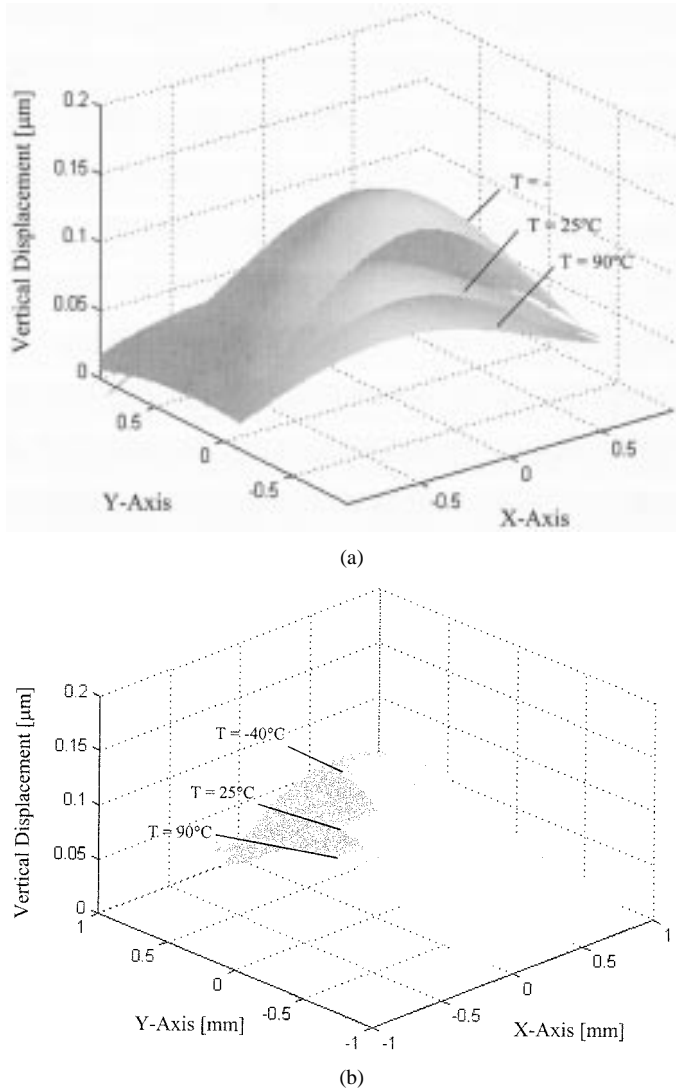 0.2
0.15
0.1
0.05
0
Vertical Displacement [μm]
T = -
T = 25°C
T = 90°C
0.5
0
-0.5
Y-Axis
-0.5
0
0.5
X-Axis
(a)
0.2
0.15
0.1
0.05
0
Vertical Displacement [μm]
T = -40°C
T = 25°C
T = 90°C
1
0.5
0
-0.5
-1
Y-Axis [mm]
-1
-0.5
0
0.5
1
X-Axis [mm]
(b)